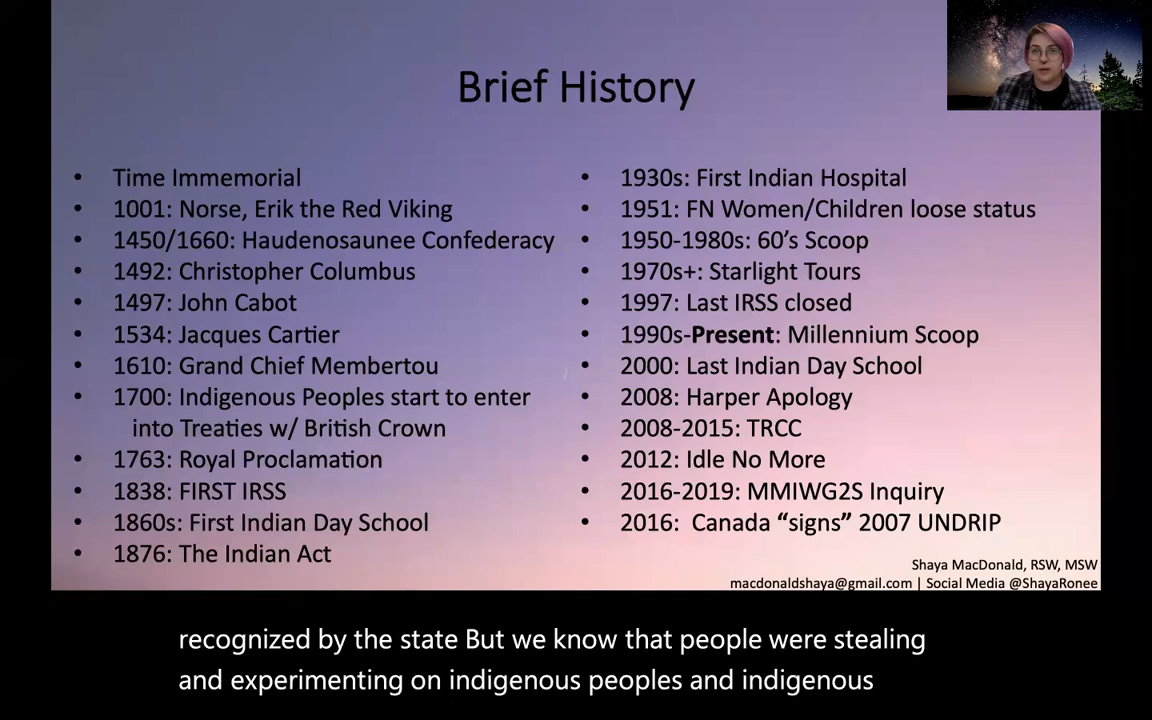 Brief History
• Time Immemorial
• 1001: Norse, Erik the Red Viking
• 1450/1660: Haudenosaunee Confederacy
• 1492: Christopher Columbus
• 1497: John Cabot
• 1534: Jacques Cartier
• 1610: Grand Chief Membertou
• 1700: Indigenous Peoples start to enter
into Treaties w/ British Crown
• 1763: Royal Proclamation
• 1838: FIRST IRSS
• 1860s: First Indian Day School
• 1876: The Indian Act
• 1930s: First Indian Hospital
• 1951: FN Women/Children loose status
• 1950-1980s: 60’s Scoop
• 1970s+: Starlight Tours
• 1997: Last IRSS closed
• 1990s-Present: Millennium Scoop
• 2000: Last Indian Day School
• 2008: Harper Apology
• 2008-2015: TRCC
• 2012: Idle No More
• 2016-2019: MMIWG2S Inquiry
• 2016: Canada “signs” 2007 UNDRIP
Shaya MacDonald, RSW, MSW
macdonaldshaya@gmail.com | Social Media @ShayaRonee
recognized by the state But we know that people were stealing
and experimenting on indigenous peoples and indigenous